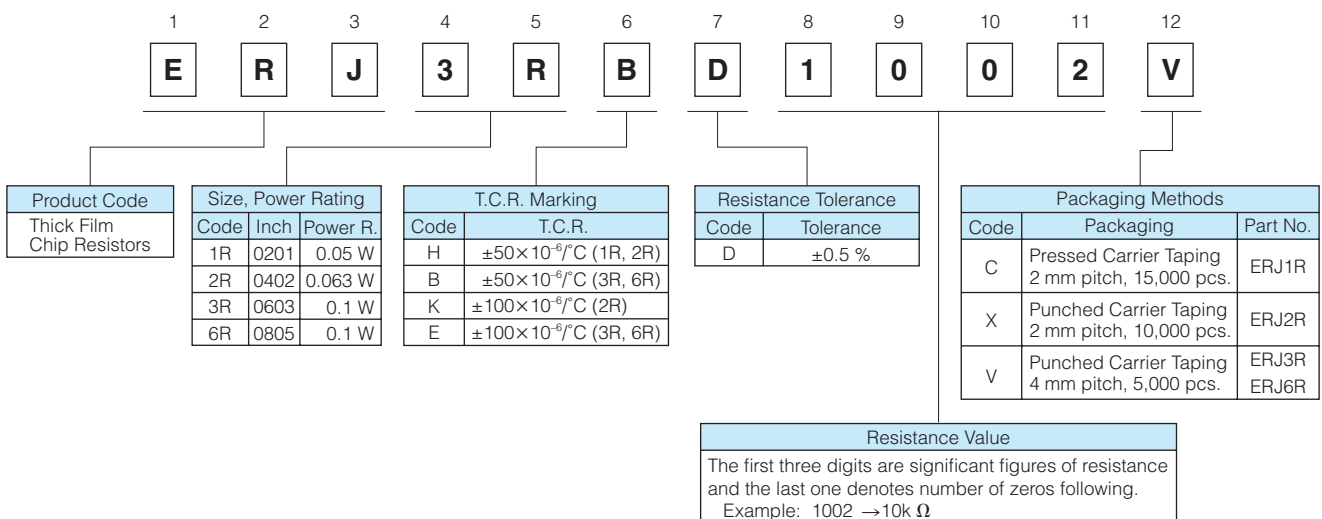 1 2 3 4 5 6 7 8 9 10 11 12
E R J 3 R B D 1 0 0 2 V
Product Code
Thick Film
Chip Resistors
Size, Power Rating
Code Inch Power R.
1R 0201 0.05 W
2R 0402 0.063 W
3R 0603 0.1 W
6R 0805 0.1 W
T.C.R. Marking
Code T.C.R.
H ±50×10⁻⁶/°C (1R, 2R)
B ±50×10⁻⁶/°C (3R, 6R)
K ±100×10⁻⁶/°C (2R)
E ±100×10⁻⁶/°C (3R, 6R)
Resistance Tolerance
Code Tolerance
D ±0.5 %
Packaging Methods
Code Packaging Part No.
C Pressed Carrier Taping
2 mm pitch, 15,000 pcs. ERJ1R
X Punched Carrier Taping
2 mm pitch, 10,000 pcs. ERJ2R
V Punched Carrier Taping ERJ3R
4 mm pitch, 5,000 pcs. ERJ6R
Resistance Value
The first three digits are significant figures of resistance
and the last one denotes number of zeros following.
Example: 1002 →10k Ω